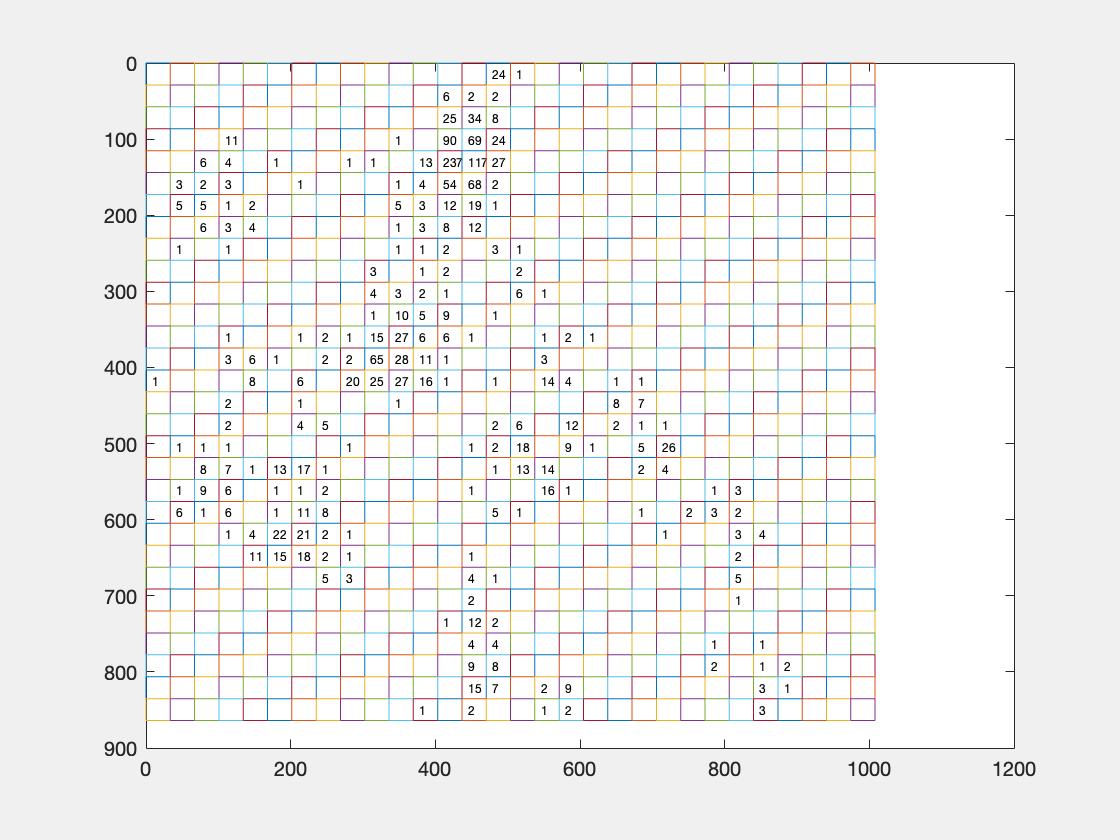 0
24 1
6 2 2
25 34 8
100
11 1 90 69 24
6 4 1 1 1 13 237 117 27
3 2 3 1 1 4 54 68 2
5 5 1 2 5 3 12 19 1
200
6 3 4 1 3 8 12
1 1 1 1 2 3 1
3 1 2 2
300
4 3 2 1 6 1
1 10 5 9 1
1 1 2 1 15 27 6 6 1 1 2 1
3 6 1 2 2 65 28 11 1 3
400
1 8 6 20 25 27 16 1 1 14 4 1 1
2 1 1 8 7
2 4 5 2 6 12 2 1 1
500
1 1 1 1 1 2 18 9 1 5 26
8 7 1 13 17 1 1 13 14 2 4
1 9 6 1 1 2 1 16 1 1 3
6 1 6 1 11 8 5 1 1 2 3 2
600
1 4 22 21 2 1 1 3 4
11 15 18 2 1 1 2
5 3 4 1 5
700
2 1
1 12 2
4 4 1 1
9 8 2 1 2
800
15 7 2 9 3 1
1 2 1 2 3
900
0 200 400 600 800 1000 1200